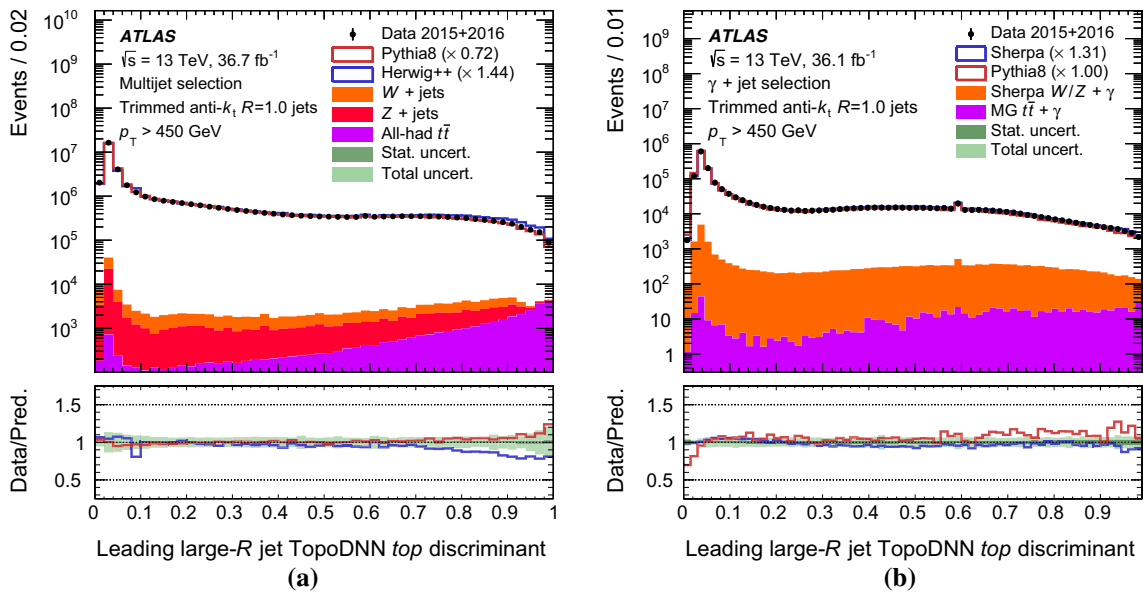 Events / 0.02
10¹⁰
10⁹
10⁸
10⁷
10⁶
10⁵
10⁴
10³
ATLAS
√s = 13 TeV, 36.7 fb⁻¹
Multijet selection
Trimmed anti-kₜ R=1.0 jets
p_T > 450 GeV
Data 2015+2016
Pythia8 (× 0.72)
Herwig++ (× 1.44)
W + jets
Z + jets
All-had tt̄
Stat. uncert.
Total uncert.
Data/Pred.
1.5
1
0.5
0 0.1 0.2 0.3 0.4 0.5 0.6 0.7 0.8 0.9 1
Leading large-R jet TopoDNN top discriminant
(a)
Events / 0.01
10⁹
10⁸
10⁷
10⁶
10⁵
10⁴
10³
10²
10
1
ATLAS
√s = 13 TeV, 36.1 fb⁻¹
γ + jet selection
Trimmed anti-kₜ R=1.0 jets
p_T > 450 GeV
Data 2015+2016
Sherpa (× 1.31)
Pythia8 (× 1.00)
Sherpa W/Z + γ
MG tt̄ + γ
Stat. uncert.
Total uncert.
Data/Pred.
1.5
1
0.5
0 0.1 0.2 0.3 0.4 0.5 0.6 0.7 0.8 0.9
Leading large-R jet TopoDNN top discriminant
(b)